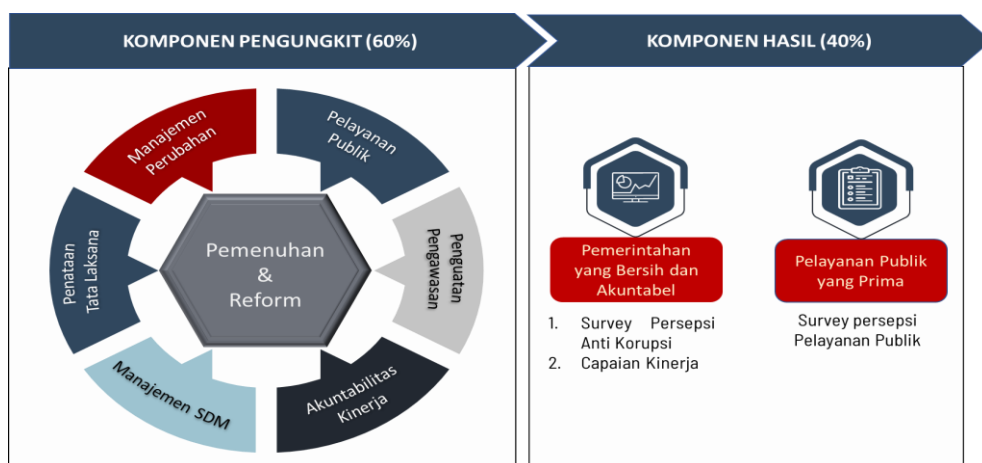 KOMPONEN PENGUNGKIT (60%)
KOMPONEN HASIL (40%)
Manajemen
Perubahan
Pelayanan
Publik
Penataan
Tata Laksana
Pemenuhan
&
Reform
Penguatan
Pengawasan
Manajemen SDM
Akuntabilitas
Kinerja
Pemerintahan
yang Bersih dan
Akuntabel
1. Survey Persepsi
Anti Korupsi
2. Capaian Kinerja
Pelayanan Publik
yang Prima
Survey persepsi
Pelayanan Publik